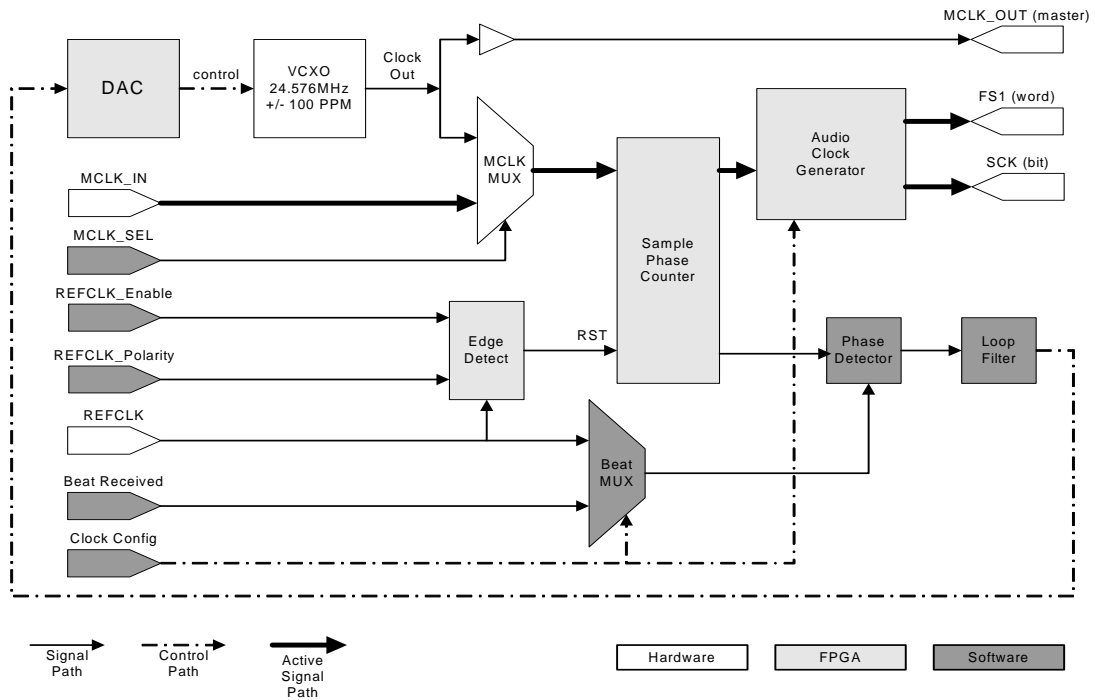 MCLK_OUT (master)
DAC
control
VCXO
24.576MHz
+/- 100 PPM
Clock
Out
FS1 (word)
Audio
Clock
Generator
SCK (bit)
MCLK
MUX
MCLK_IN
MCLK_SEL
Sample
Phase
Counter
REFCLK_Enable
Edge
Detect
RST
REFCLK_Polarity
Phase
Detector
Loop
Filter
REFCLK
Beat
MUX
Beat Received
Clock Config
Signal
Path
Control
Path
Active
Signal
Path
Hardware
FPGA
Software